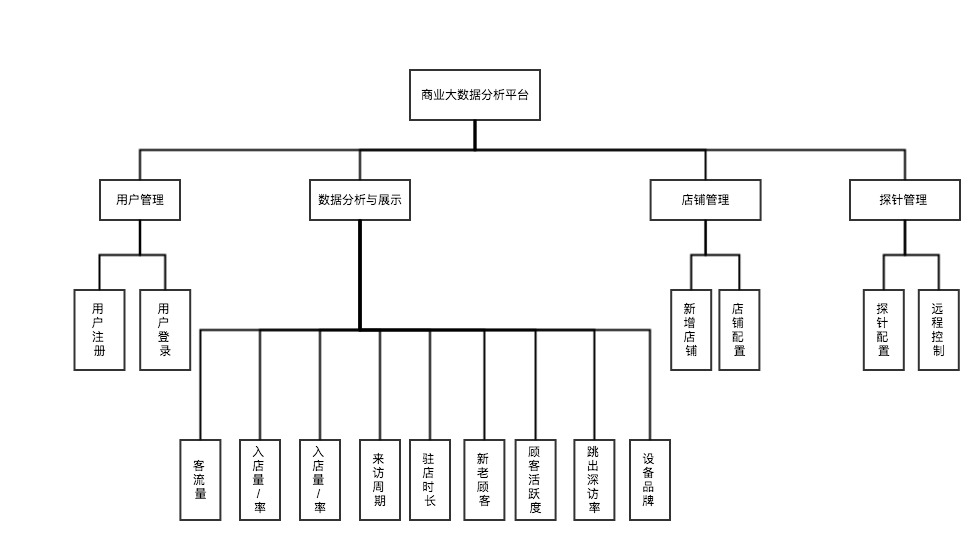 商业大数据分析平台
用户管理
数据分析与展示
店铺管理
探针管理
用户注册
用户登录
新增店铺
店铺配置
探针配置
远程控制
客流量
入店量/率
入店量/率
来访周期
驻店时长
新老顾客
顾客活跃度
跳出深访率
设备品牌